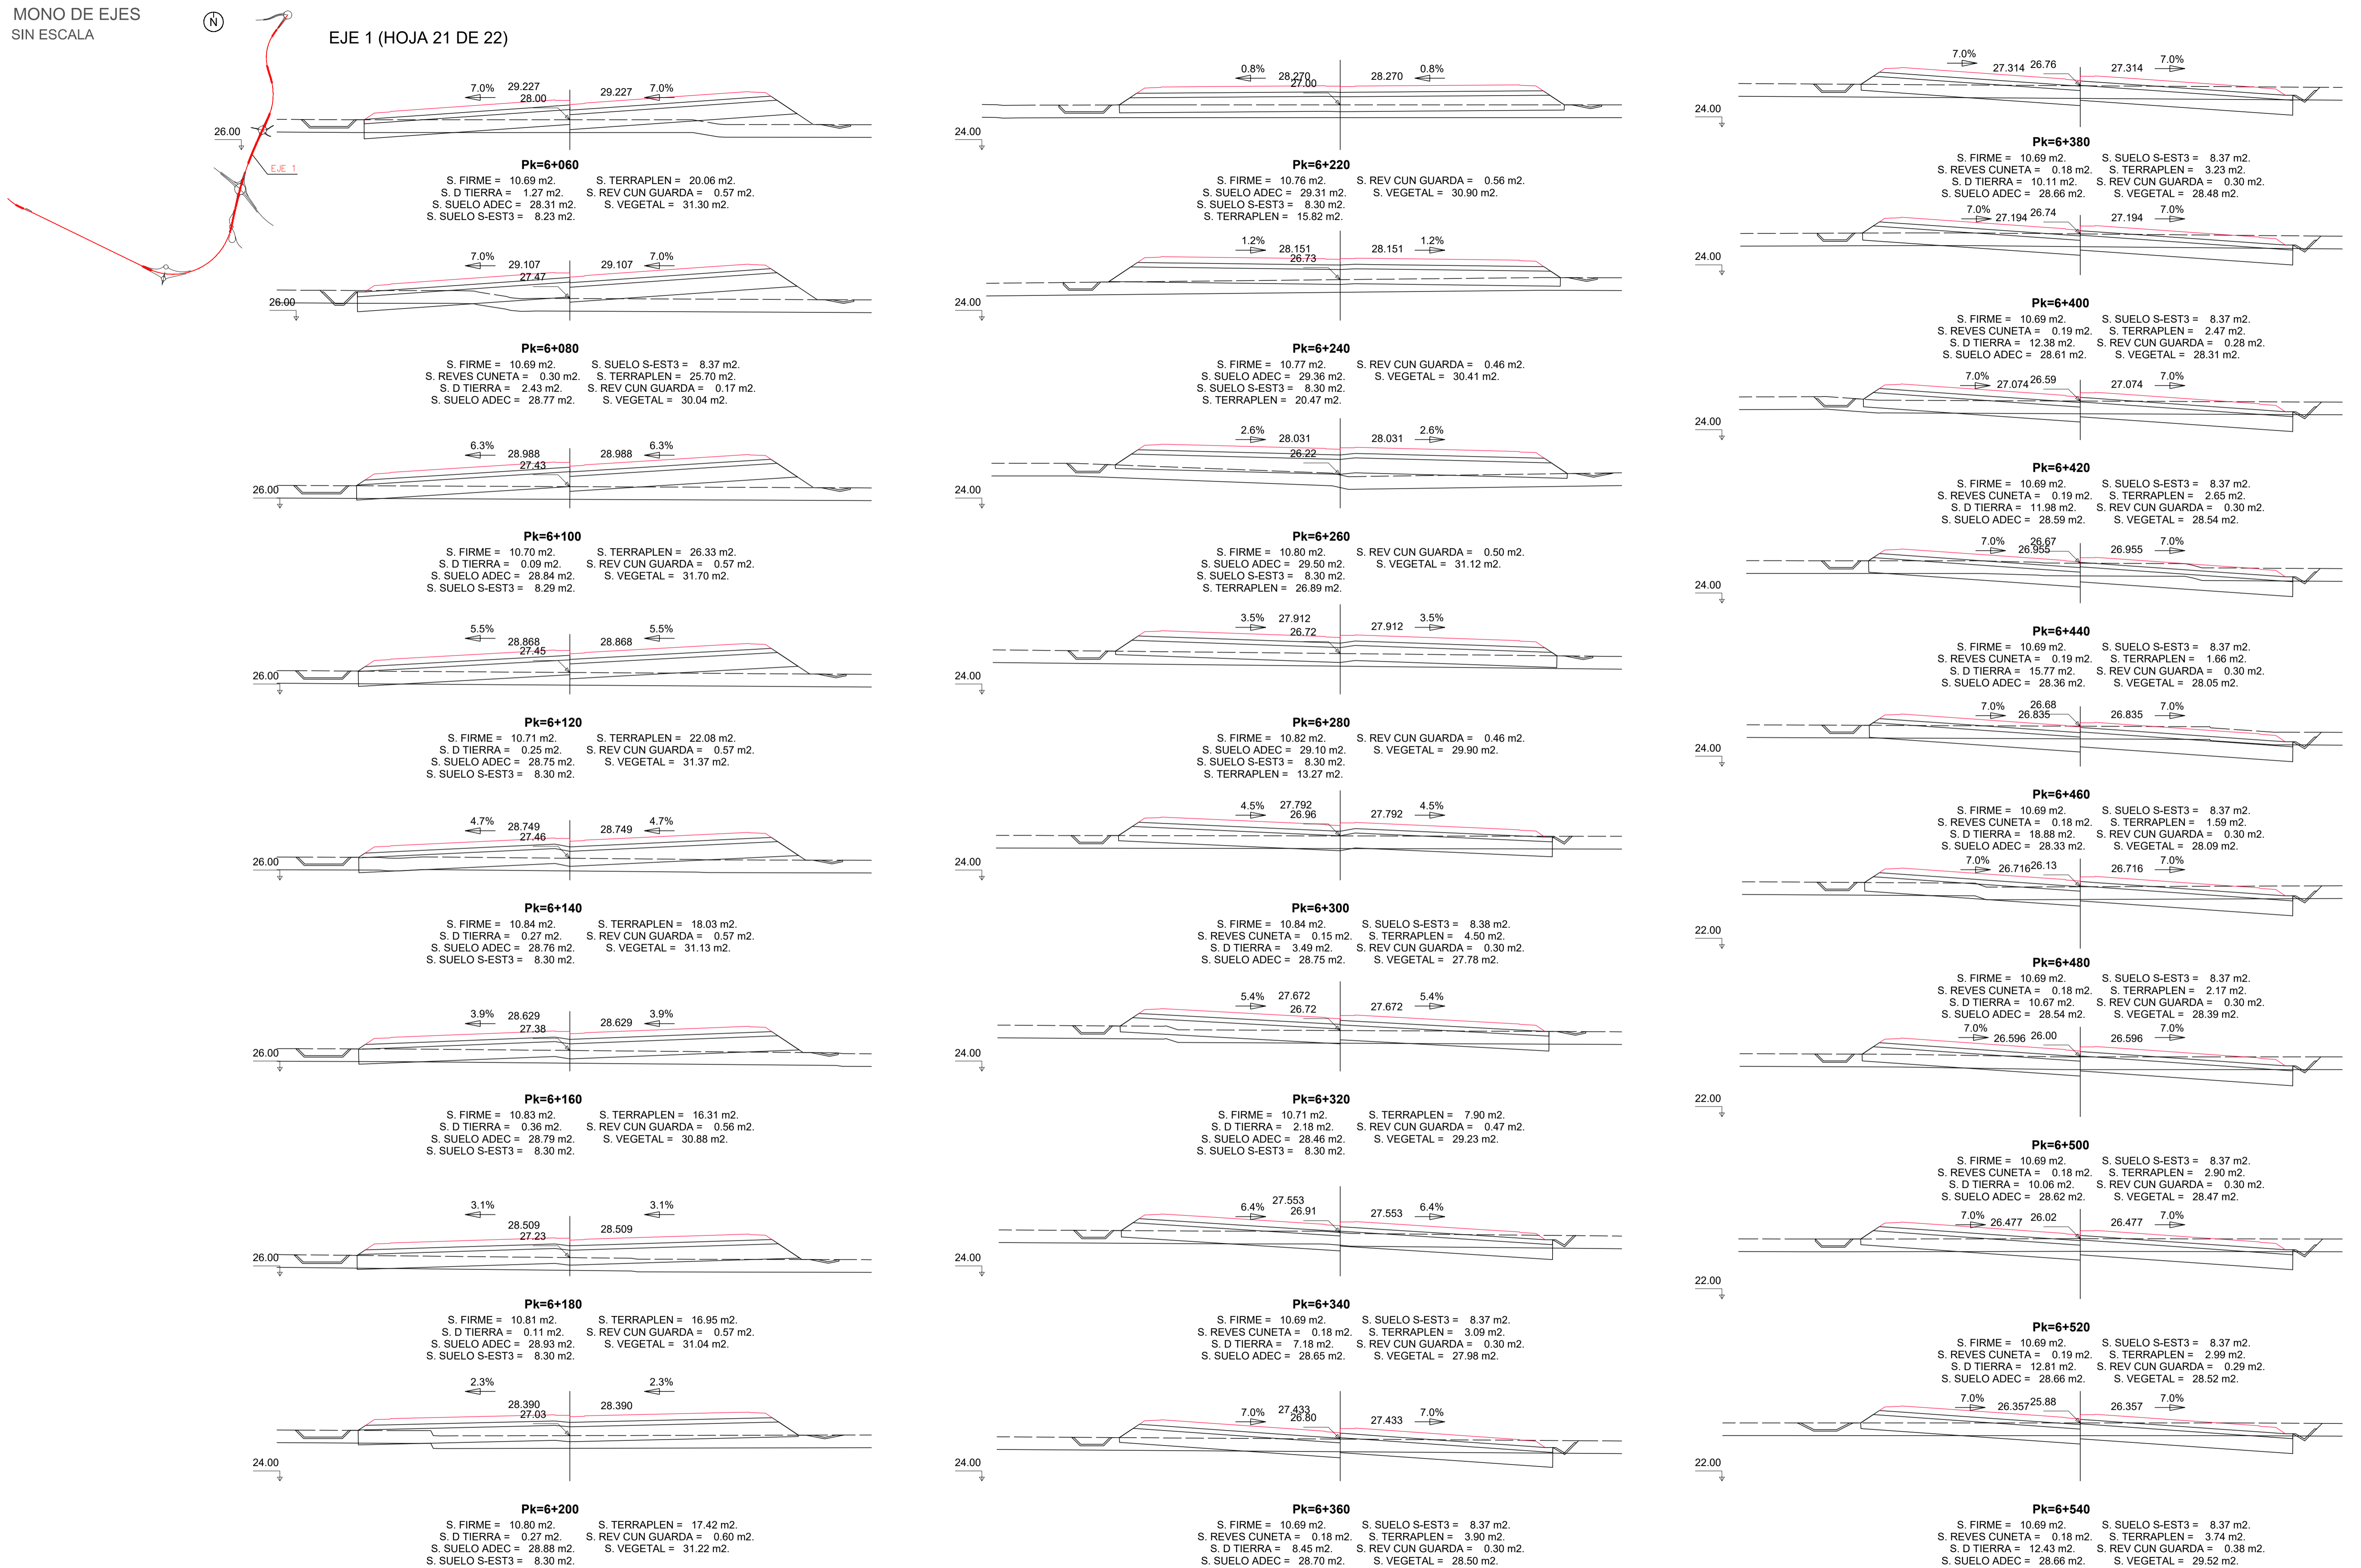 MONO DE EJES
SIN ESCALA
N
EJE 1
EJE 1 (HOJA 21 DE 22)
7.0% 29.227 29.227 7.0%
28.00
26.00
Pk=6+060
S. FIRME = 10.69 m2. S. TERRAPLEN = 20.06 m2.
S. D TIERRA = 1.27 m2. S. REV CUN GUARDA = 0.57 m2.
S. SUELO ADEC = 28.31 m2. S. VEGETAL = 31.30 m2.
S. SUELO S-EST3 = 8.23 m2.
7.0% 29.107 29.107 7.0%
27.47
26.00
Pk=6+080
S. FIRME = 10.69 m2. S. SUELO S-EST3 = 8.37 m2.
S. REVES CUNETA = 0.30 m2. S. TERRAPLEN = 25.70 m2.
S. D TIERRA = 2.43 m2. S. REV CUN GUARDA = 0.17 m2.
S. SUELO ADEC = 28.77 m2. S. VEGETAL = 30.04 m2.
6.3% 28.988 28.988 6.3%
27.43
26.00
Pk=6+100
S. FIRME = 10.70 m2. S. TERRAPLEN = 26.33 m2.
S. D TIERRA = 0.09 m2. S. REV CUN GUARDA = 0.57 m2.
S. SUELO ADEC = 28.84 m2. S. VEGETAL = 31.70 m2.
S. SUELO S-EST3 = 8.29 m2.
5.5% 28.868 28.868 5.5%
27.45
26.00
Pk=6+120
S. FIRME = 10.71 m2. S. TERRAPLEN = 22.08 m2.
S. D TIERRA = 0.25 m2. S. REV CUN GUARDA = 0.57 m2.
S. SUELO ADEC = 28.75 m2. S. VEGETAL = 31.37 m2.
S. SUELO S-EST3 = 8.30 m2.
4.7% 28.749 28.749 4.7%
27.46
26.00
Pk=6+140
S. FIRME = 10.84 m2. S. TERRAPLEN = 18.03 m2.
S. D TIERRA = 0.27 m2. S. REV CUN GUARDA = 0.57 m2.
S. SUELO ADEC = 28.76 m2. S. VEGETAL = 31.13 m2.
S. SUELO S-EST3 = 8.30 m2.
3.9% 28.629 28.629 3.9%
27.38
26.00
Pk=6+160
S. FIRME = 10.83 m2. S. TERRAPLEN = 16.31 m2.
S. D TIERRA = 0.36 m2. S. REV CUN GUARDA = 0.56 m2.
S. SUELO ADEC = 28.79 m2. S. VEGETAL = 30.88 m2.
S. SUELO S-EST3 = 8.30 m2.
3.1% 28.509 28.509 3.1%
27.23
26.00
Pk=6+180
S. FIRME = 10.81 m2. S. TERRAPLEN = 16.95 m2.
S. D TIERRA = 0.11 m2. S. REV CUN GUARDA = 0.57 m2.
S. SUELO ADEC = 28.93 m2. S. VEGETAL = 31.04 m2.
S. SUELO S-EST3 = 8.30 m2.
2.3% 28.390 28.390 2.3%
27.03
24.00
Pk=6+200
S. FIRME = 10.80 m2. S. TERRAPLEN = 17.42 m2.
S. D TIERRA = 0.27 m2. S. REV CUN GUARDA = 0.60 m2.
S. SUELO ADEC = 28.88 m2. S. VEGETAL = 31.22 m2.
S. SUELO S-EST3 = 8.30 m2.
0.8% 28.270 28.270 0.8%
27.00
24.00
Pk=6+220
S. FIRME = 10.76 m2. S. REV CUN GUARDA = 0.56 m2.
S. SUELO ADEC = 29.31 m2. S. VEGETAL = 30.90 m2.
S. SUELO S-EST3 = 8.30 m2.
S. TERRAPLEN = 15.82 m2.
1.2% 28.151 28.151 1.2%
26.73
24.00
Pk=6+240
S. FIRME = 10.77 m2. S. REV CUN GUARDA = 0.46 m2.
S. SUELO ADEC = 29.36 m2. S. VEGETAL = 30.41 m2.
S. SUELO S-EST3 = 8.30 m2.
S. TERRAPLEN = 20.47 m2.
2.6% 28.031 28.031 2.6%
26.22
24.00
Pk=6+260
S. FIRME = 10.80 m2. S. REV CUN GUARDA = 0.50 m2.
S. SUELO ADEC = 29.50 m2. S. VEGETAL = 31.12 m2.
S. SUELO S-EST3 = 8.30 m2.
S. TERRAPLEN = 26.89 m2.
3.5% 27.912 27.912 3.5%
26.72
24.00
Pk=6+280
S. FIRME = 10.82 m2. S. REV CUN GUARDA = 0.46 m2.
S. SUELO ADEC = 29.10 m2. S. VEGETAL = 29.90 m2.
S. SUELO S-EST3 = 8.30 m2.
S. TERRAPLEN = 13.27 m2.
4.5% 27.792 27.792 4.5%
26.96
24.00
Pk=6+300
S. FIRME = 10.84 m2. S. SUELO S-EST3 = 8.38 m2.
S. REVES CUNETA = 0.15 m2. S. TERRAPLEN = 4.50 m2.
S. D TIERRA = 3.49 m2. S. REV CUN GUARDA = 0.30 m2.
S. SUELO ADEC = 28.75 m2. S. VEGETAL = 27.78 m2.
5.4% 27.672 27.672 5.4%
26.72
24.00
Pk=6+320
S. FIRME = 10.71 m2. S. TERRAPLEN = 7.90 m2.
S. D TIERRA = 2.18 m2. S. REV CUN GUARDA = 0.47 m2.
S. SUELO ADEC = 28.46 m2. S. VEGETAL = 29.23 m2.
S. SUELO S-EST3 = 8.30 m2.
6.4% 27.553 27.553 6.4%
26.91
24.00
Pk=6+340
S. FIRME = 10.69 m2. S. SUELO S-EST3 = 8.37 m2.
S. REVES CUNETA = 0.18 m2. S. TERRAPLEN = 3.09 m2.
S. D TIERRA = 7.18 m2. S. REV CUN GUARDA = 0.30 m2.
S. SUELO ADEC = 28.65 m2. S. VEGETAL = 27.98 m2.
7.0% 27.433 27.433 7.0%
26.80
24.00
Pk=6+360
S. FIRME = 10.69 m2. S. SUELO S-EST3 = 8.37 m2.
S. REVES CUNETA = 0.18 m2. S. TERRAPLEN = 3.90 m2.
S. D TIERRA = 8.45 m2. S. REV CUN GUARDA = 0.30 m2.
S. SUELO ADEC = 28.70 m2. S. VEGETAL = 28.50 m2.
7.0% 27.314 26.76 27.314 7.0%
24.00
Pk=6+380
S. FIRME = 10.69 m2. S. SUELO S-EST3 = 8.37 m2.
S. REVES CUNETA = 0.18 m2. S. TERRAPLEN = 3.23 m2.
S. D TIERRA = 10.11 m2. S. REV CUN GUARDA = 0.30 m2.
S. SUELO ADEC = 28.66 m2. S. VEGETAL = 28.48 m2.
7.0% 27.194 26.74 27.194 7.0%
24.00
Pk=6+400
S. FIRME = 10.69 m2. S. SUELO S-EST3 = 8.37 m2.
S. REVES CUNETA = 0.19 m2. S. TERRAPLEN = 2.47 m2.
S. D TIERRA = 12.38 m2. S. REV CUN GUARDA = 0.28 m2.
S. SUELO ADEC = 28.61 m2. S. VEGETAL = 28.31 m2.
7.0% 27.074 26.59 27.074 7.0%
24.00
Pk=6+420
S. FIRME = 10.69 m2. S. SUELO S-EST3 = 8.37 m2.
S. REVES CUNETA = 0.19 m2. S. TERRAPLEN = 2.65 m2.
S. D TIERRA = 11.98 m2. S. REV CUN GUARDA = 0.30 m2.
S. SUELO ADEC = 28.59 m2. S. VEGETAL = 28.54 m2.
7.0% 26.67 26.955 26.955 7.0%
24.00
Pk=6+440
S. FIRME = 10.69 m2. S. SUELO S-EST3 = 8.37 m2.
S. REVES CUNETA = 0.19 m2. S. TERRAPLEN = 1.66 m2.
S. D TIERRA = 15.77 m2. S. REV CUN GUARDA = 0.30 m2.
S. SUELO ADEC = 28.36 m2. S. VEGETAL = 28.05 m2.
7.0% 26.68 26.835 26.835 7.0%
24.00
Pk=6+460
S. FIRME = 10.69 m2. S. SUELO S-EST3 = 8.37 m2.
S. REVES CUNETA = 0.18 m2. S. TERRAPLEN = 1.59 m2.
S. D TIERRA = 18.88 m2. S. REV CUN GUARDA = 0.30 m2.
S. SUELO ADEC = 28.33 m2. S. VEGETAL = 28.09 m2.
7.0% 26.716 26.13 26.716 7.0%
22.00
Pk=6+480
S. FIRME = 10.69 m2. S. SUELO S-EST3 = 8.37 m2.
S. REVES CUNETA = 0.18 m2. S. TERRAPLEN = 2.17 m2.
S. D TIERRA = 10.67 m2. S. REV CUN GUARDA = 0.30 m2.
S. SUELO ADEC = 28.54 m2. S. VEGETAL = 28.39 m2.
7.0% 26.596 26.00 26.596 7.0%
22.00
Pk=6+500
S. FIRME = 10.69 m2. S. SUELO S-EST3 = 8.37 m2.
S. REVES CUNETA = 0.18 m2. S. TERRAPLEN = 2.90 m2.
S. D TIERRA = 10.06 m2. S. REV CUN GUARDA = 0.30 m2.
S. SUELO ADEC = 28.62 m2. S. VEGETAL = 28.47 m2.
7.0% 26.477 26.02 26.477 7.0%
22.00
Pk=6+520
S. FIRME = 10.69 m2. S. SUELO S-EST3 = 8.37 m2.
S. REVES CUNETA = 0.19 m2. S. TERRAPLEN = 2.99 m2.
S. D TIERRA = 12.81 m2. S. REV CUN GUARDA = 0.29 m2.
S. SUELO ADEC = 28.66 m2. S. VEGETAL = 28.52 m2.
7.0% 26.357 25.88 26.357 7.0%
22.00
Pk=6+540
S. FIRME = 10.69 m2. S. SUELO S-EST3 = 8.37 m2.
S. REVES CUNETA = 0.18 m2. S. TERRAPLEN = 3.74 m2.
S. D TIERRA = 12.43 m2. S. REV CUN GUARDA = 0.38 m2.
S. SUELO ADEC = 28.66 m2. S. VEGETAL = 29.52 m2.